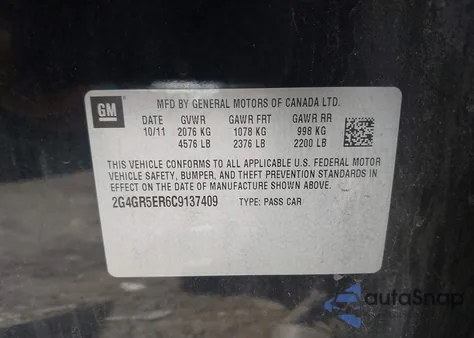 GM
MFD BY GENERAL MOTORS OF CANADA LTD.
DATE GVWR GAWR FRT GAWR RR
10/11 2076 KG 1078 KG 998 KG
4576 LB 2376 LB 2200 LB
THIS VEHICLE CONFORMS TO ALL APPLICABLE U.S. FEDERAL MOTOR
VEHICLE SAFETY, BUMPER, AND THEFT PREVENTION STANDARDS IN
EFFECT ON THE DATE OF MANUFACTURE SHOWN ABOVE.
2G4GR5ER6C9137409 TYPE: PASS CAR
autoSnap